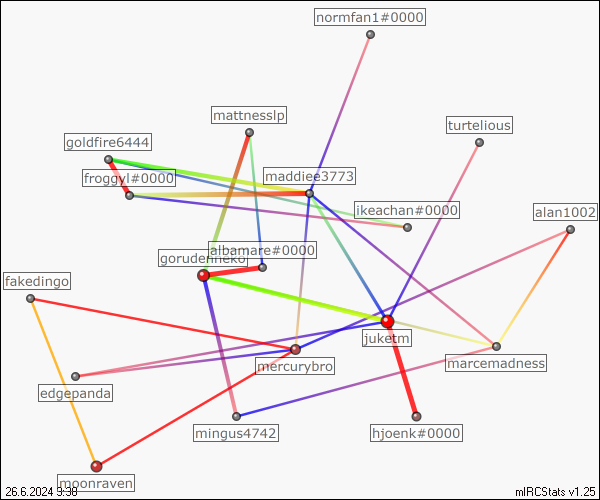 normfan1#0000
mattnesslp
turtelious
goldfire6444
froggyl#0000
maddiee3773
ikeachan#0000
alan1002
albamare#0000
gorudenneko
fakedingo
juketm
mercurybro
marcemadness
edgepanda
mingus4742
hjoenk#0000
moonraven
26.6.2024 9:38
mIRCStats v1.25